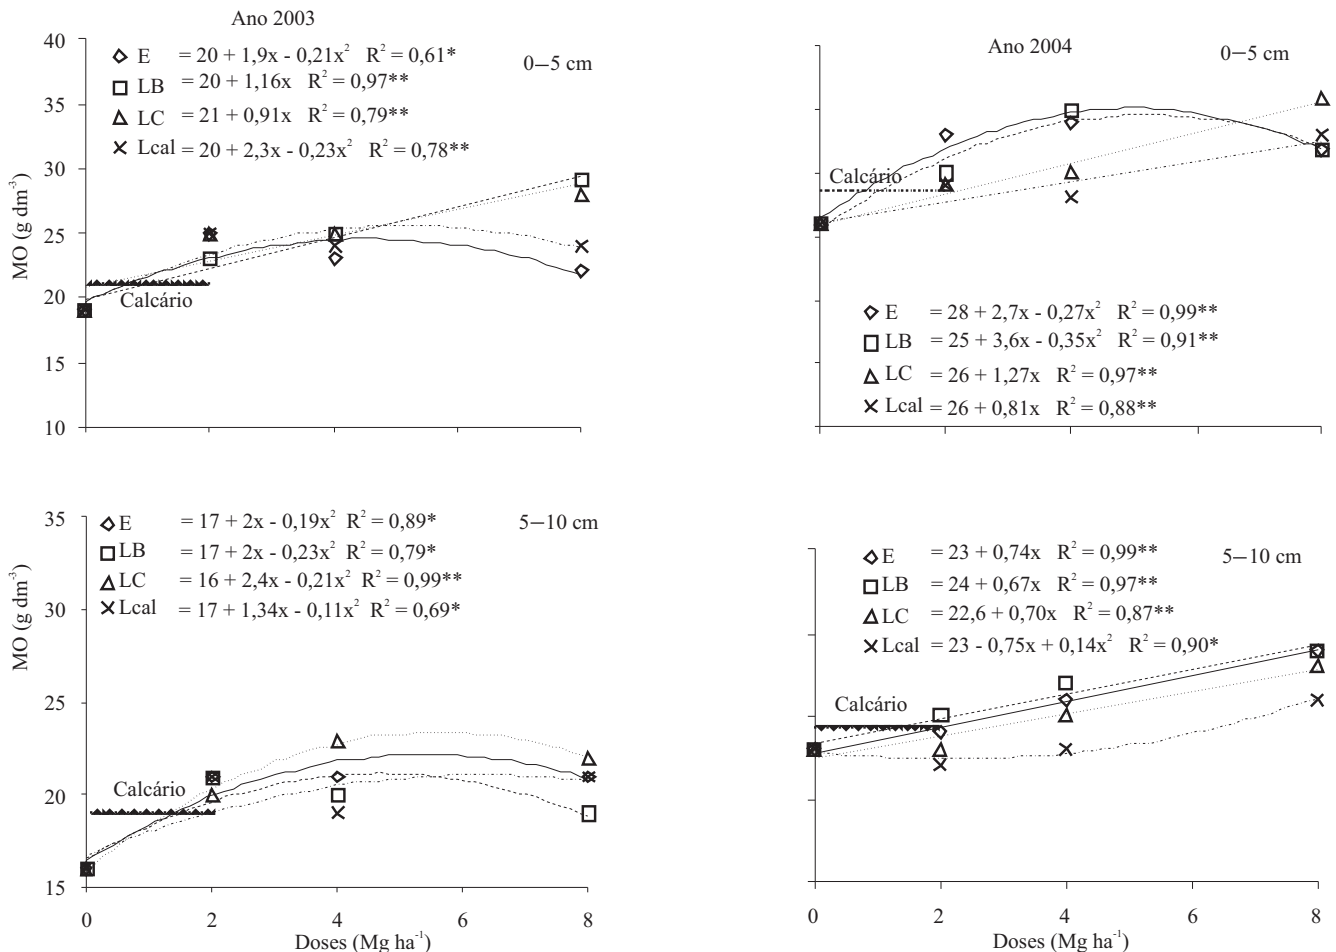 Ano 2003
E = 20 + 1,9x - 0,21x² R² = 0,61*
0–5 cm
LB = 20 + 1,16x R² = 0,97**
LC = 21 + 0,91x R² = 0,79**
Lcal = 20 + 2,3x - 0,23x² R² = 0,78**
MO (g dm⁻³)
40
35
30
25
20
15
10
Calcário
Ano 2004
0–5 cm
Calcário
E = 28 + 2,7x - 0,27x² R² = 0,99**
LB = 25 + 3,6x - 0,35x² R² = 0,91**
LC = 26 + 1,27x R² = 0,97**
Lcal = 26 + 0,81x R² = 0,88**
E = 17 + 2x - 0,19x² R² = 0,89*
5–10 cm
LB = 17 + 2x - 0,23x² R² = 0,79*
LC = 16 + 2,4x - 0,21x² R² = 0,99**
Lcal = 17 + 1,34x - 0,11x² R² = 0,69*
MO (g dm⁻³)
35
30
25
20
15
Calcário
0 2 4 6 8
Doses (Mg ha⁻¹)
E = 23 + 0,74x R² = 0,99**
5–10 cm
LB = 24 + 0,67x R² = 0,97**
LC = 22,6 + 0,70x R² = 0,87**
Lcal = 23 - 0,75x + 0,14x² R² = 0,90*
Calcário
0 2 4 6 8
Doses (Mg ha⁻¹)